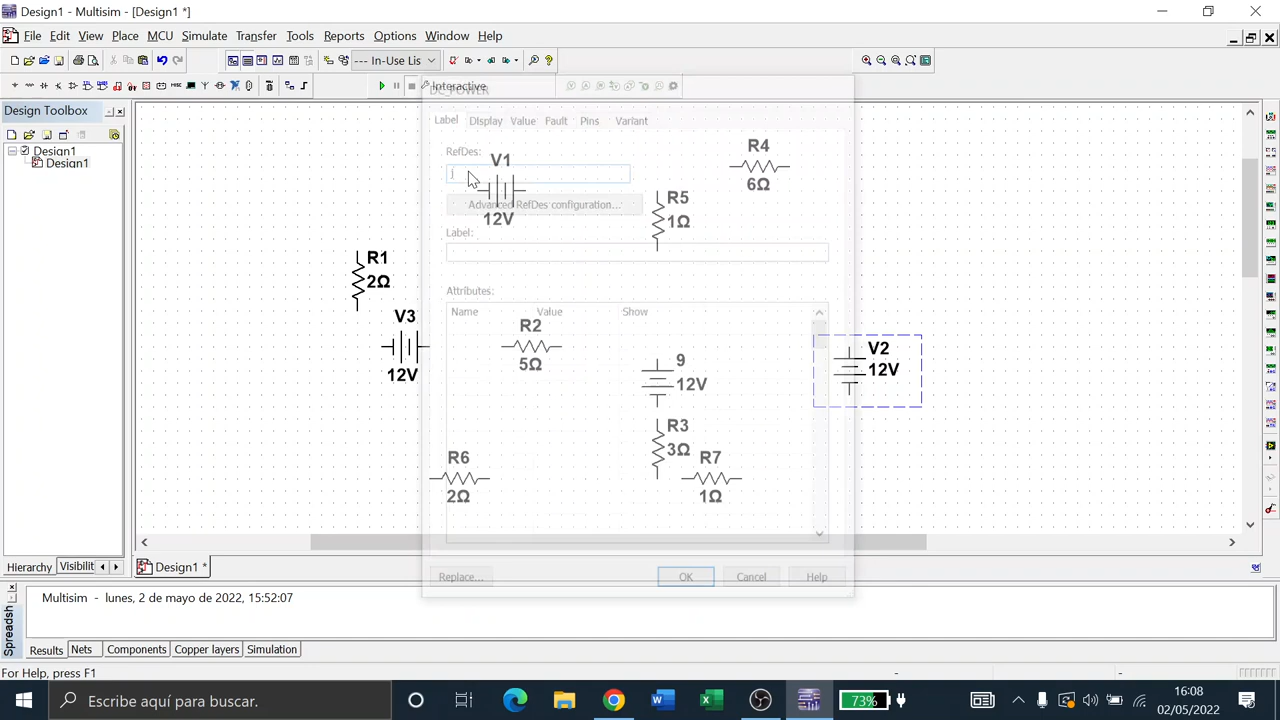 Design1 - Multisim - [Design1 *]
File Edit View Place MCU Simulate Transfer Tools Reports Options Window Help
--- In-Use Lis
Interactive
DC_POWER
Design Toolbox
Label Display Value Fault Pins Variant
Design1
Design1
RefDes:
j
Advanced RefDes configuration...
Label:
Attributes:
Name Value Show
V1
12V
R4
6Ω
R5
1Ω
R1
2Ω
V3
12V
R2
5Ω
9
12V
V2
12V
R3
3Ω
R6
2Ω
R7
1Ω
Replace... OK Cancel Help
Hierarchy Visibilit
Design1 *
Multisim - lunes, 2 de mayo de 2022, 15:52:07
Spreadsh
Results Nets Components Copper layers Simulation
For Help, press F1
- -
Escribe aquí para buscar.
73%
16:08
02/05/2022